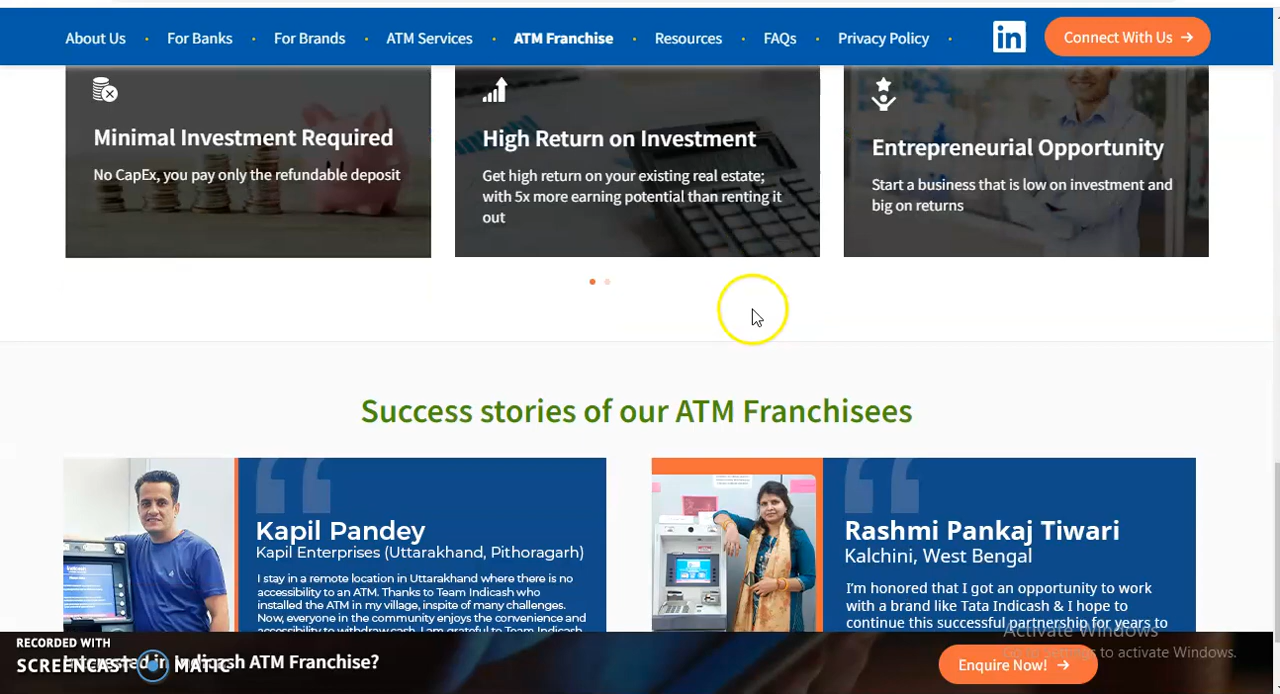 About Us • For Banks • For Brands • ATM Services • ATM Franchise • Resources • FAQs • Privacy Policy • in Connect With Us →
Minimal Investment Required
No CapEx, you pay only the refundable deposit
High Return on Investment
Get high return on your existing real estate;
with 5x more earning potential than renting it
out
Entrepreneurial Opportunity
Start a business that is low on investment and
big on returns
Success stories of our ATM Franchisees
Kapil Pandey
Kapil Enterprises (Uttarakhand, Pithoragarh)
I stay in a remote location in Uttarakhand where there is no
accessibility to an ATM. Thanks to Team Indicash who
installed the ATM in my village, inspite of many challenges.
Now, everyone in the community enjoys the convenience and
accessibility to withdraw cash. I am grateful to Team Indicash
Rashmi Pankaj Tiwari
Kalchini, West Bengal
I'm honored that I got an opportunity to work
with a brand like Tata Indicash & I hope to
continue this successful partnership for years to
Activate Windows
Go to Settings to activate Windows.
RECORDED WITH
SCREENCAST MATIC
in Indicash ATM Franchise?
Enquire Now! →